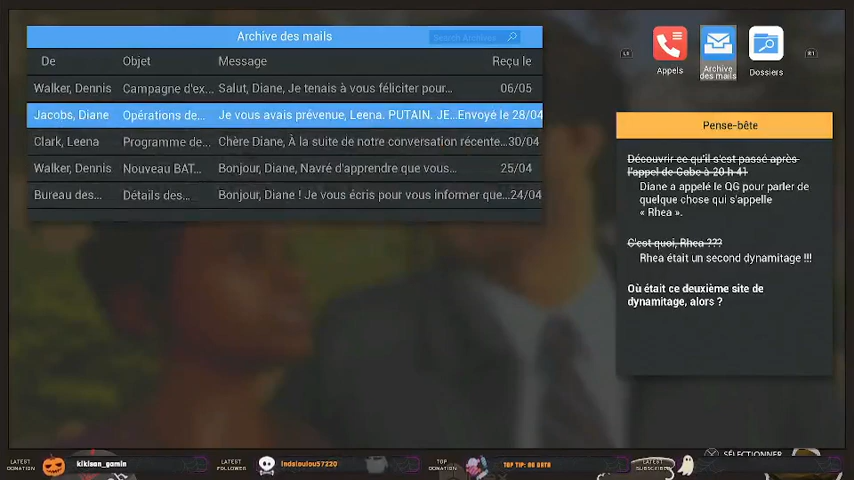 Archive des mails
Search Archives
De Objet Message Reçu le
Walker, Dennis Campagne d'ex... Salut, Diane, Je tenais à vous féliciter pour... 06/05
Jacobs, Diane Opérations de... Je vous avais prévenue, Leena. PUTAIN. JE...Envoyé le 28/04
Clark, Leena Programme de... Chère Diane, À la suite de notre conversation récente...30/04
Walker, Dennis Nouveau BAT... Bonjour, Diane, Navré d'apprendre que vous... 25/04
Bureau des... Détails des... Bonjour, Diane ! Je vous écris pour vous informer que...24/04
L1
Appels
Archive
des mails
Dossiers
R1
Pense-bête
Découvrir ce qu'il s'est passé après
l'appel de Gabe à 20 h 41
Diane a appelé le QG pour parler de
quelque chose qui s'appelle
« Rhea ».
C'est quoi, Rhea ???
Rhea était un second dynamitage !!!
Où était ce deuxième site de
dynamitage, alors ?
SÉLECTIONNER
LATEST
DONATION
kikisan_gamin
LATEST
FOLLOWER
lndsloulou57220
TOP
DONATION
TOP TIP:
LATEST
SUBSCRIBER